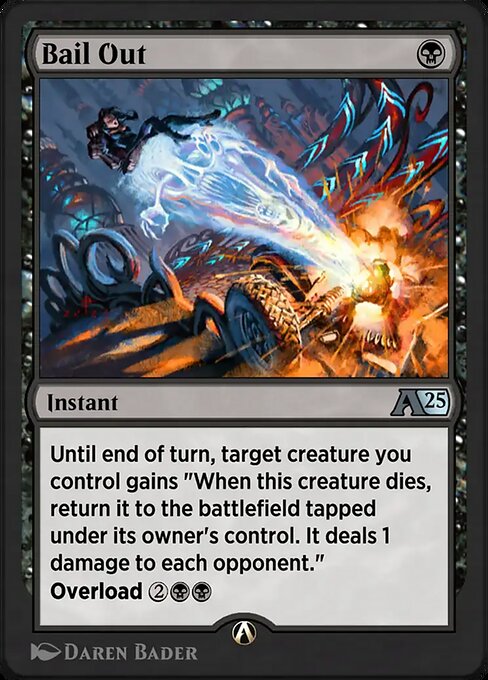 Bail Out
Instant
A25
Until end of turn, target creature you
control gains "When this creature dies,
return it to the battlefield tapped
under its owner's control. It deals 1
damage to each opponent."
Overload 2
DAREN BADER